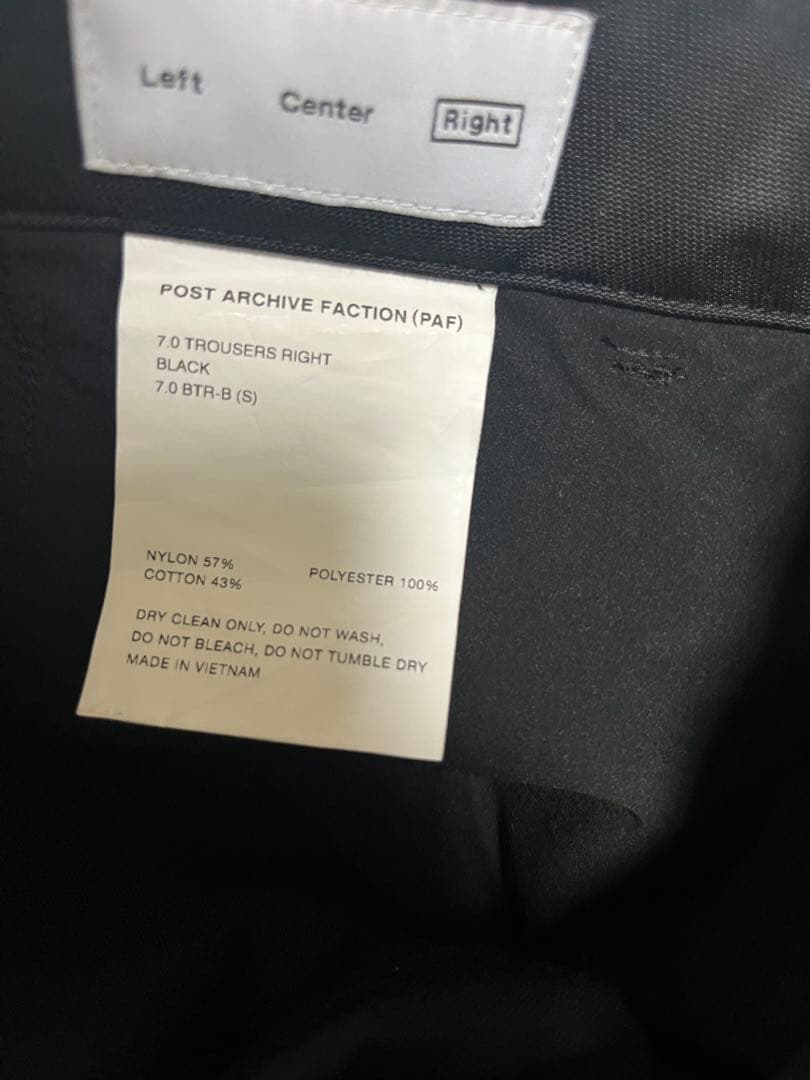 Left Center Right
POST ARCHIVE FACTION (PAF)
7.0 TROUSERS RIGHT
BLACK
7.0 BTR-B (S)
NYLON 57%
COTTON 43% POLYESTER 100%
DRY CLEAN ONLY, DO NOT WASH,
DO NOT BLEACH, DO NOT TUMBLE DRY
MADE IN VIETNAM